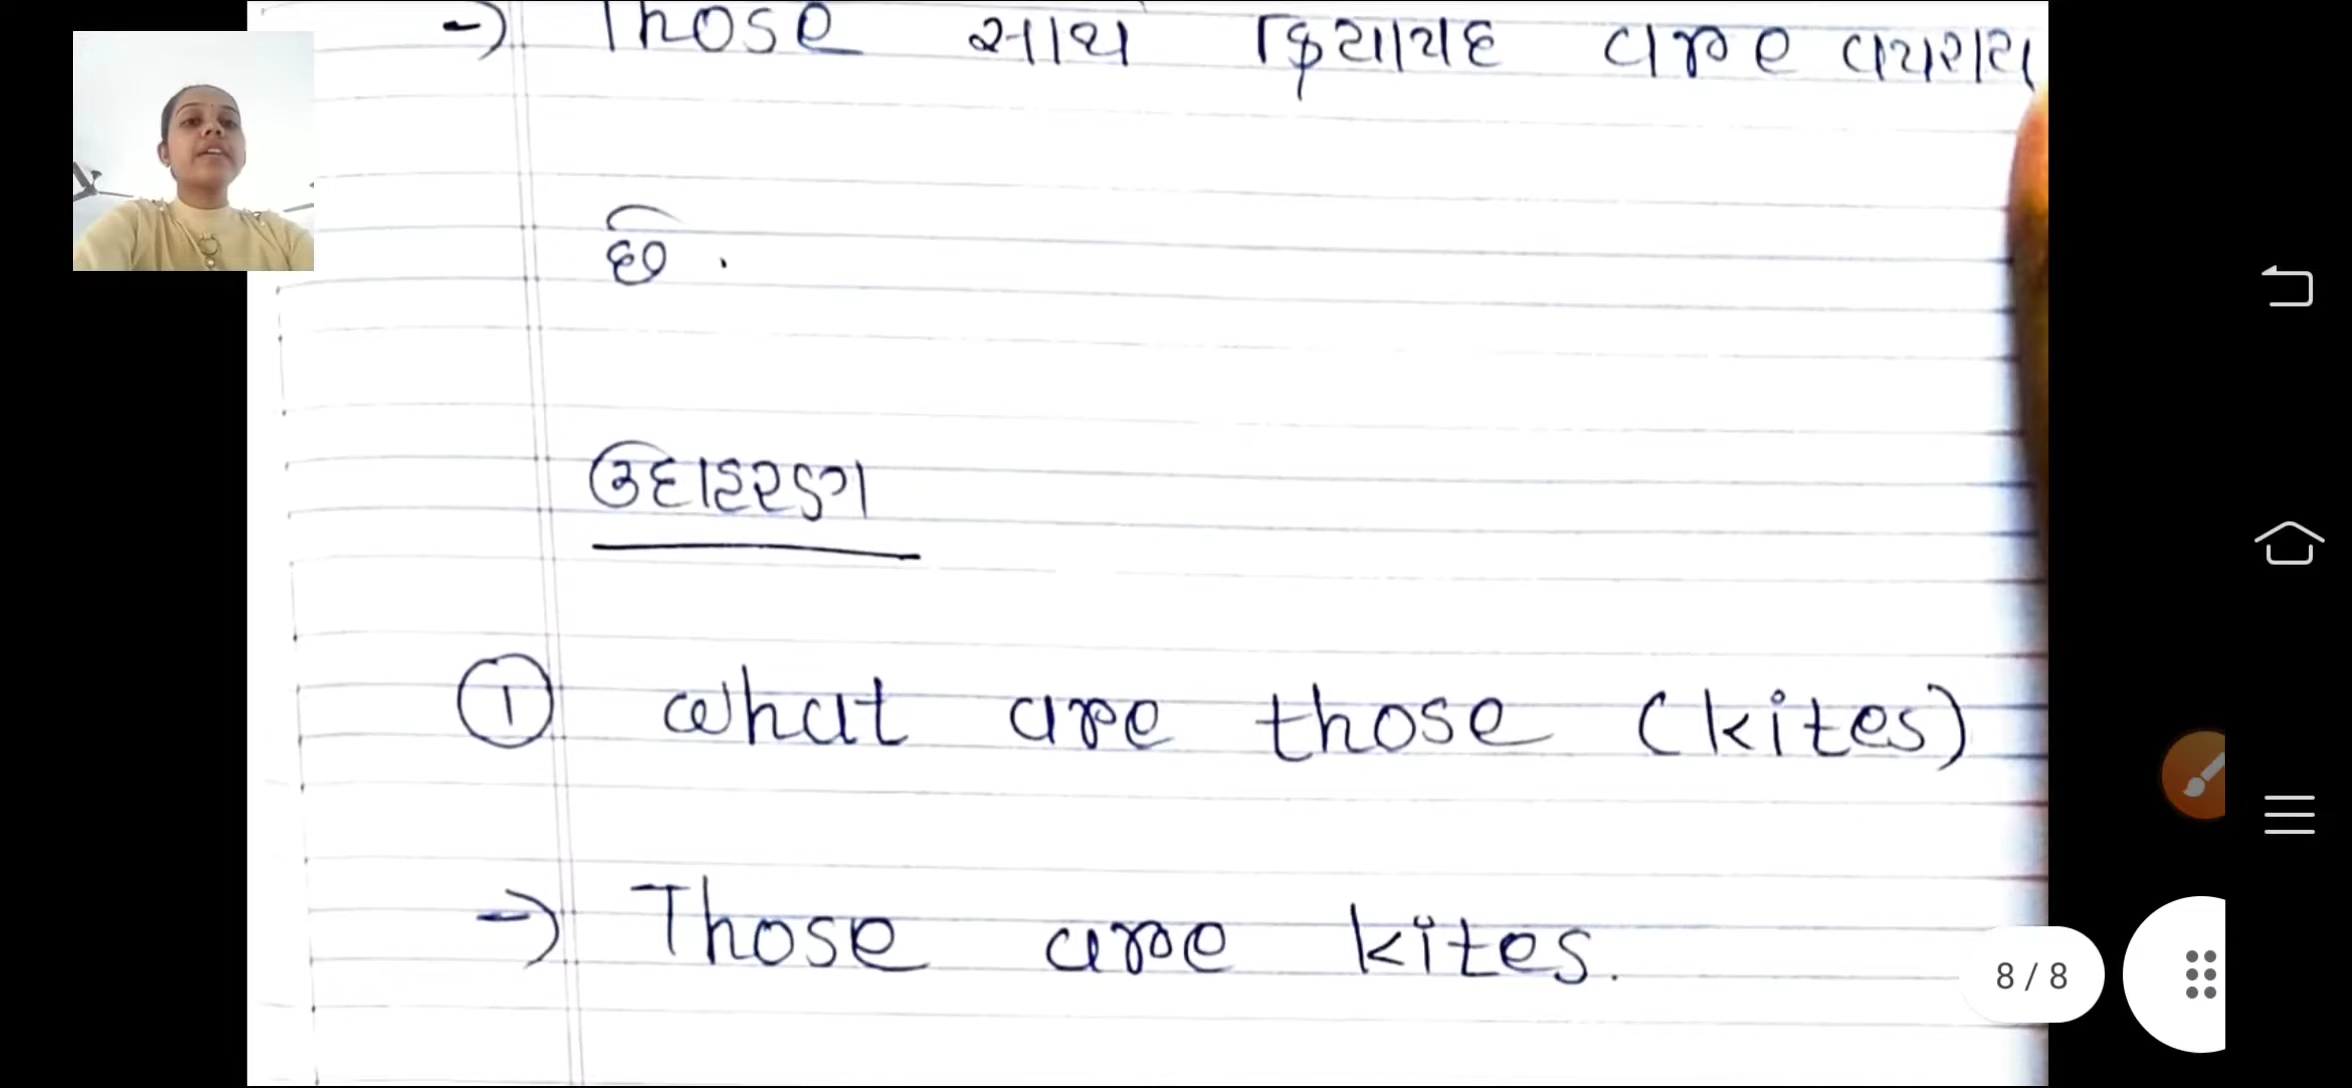 → Those સાથે ક્રિયાપદ are વપરાય
છે.
ઉદાહરણ
① What are those (kites)
→ Those are kites.
8 / 8